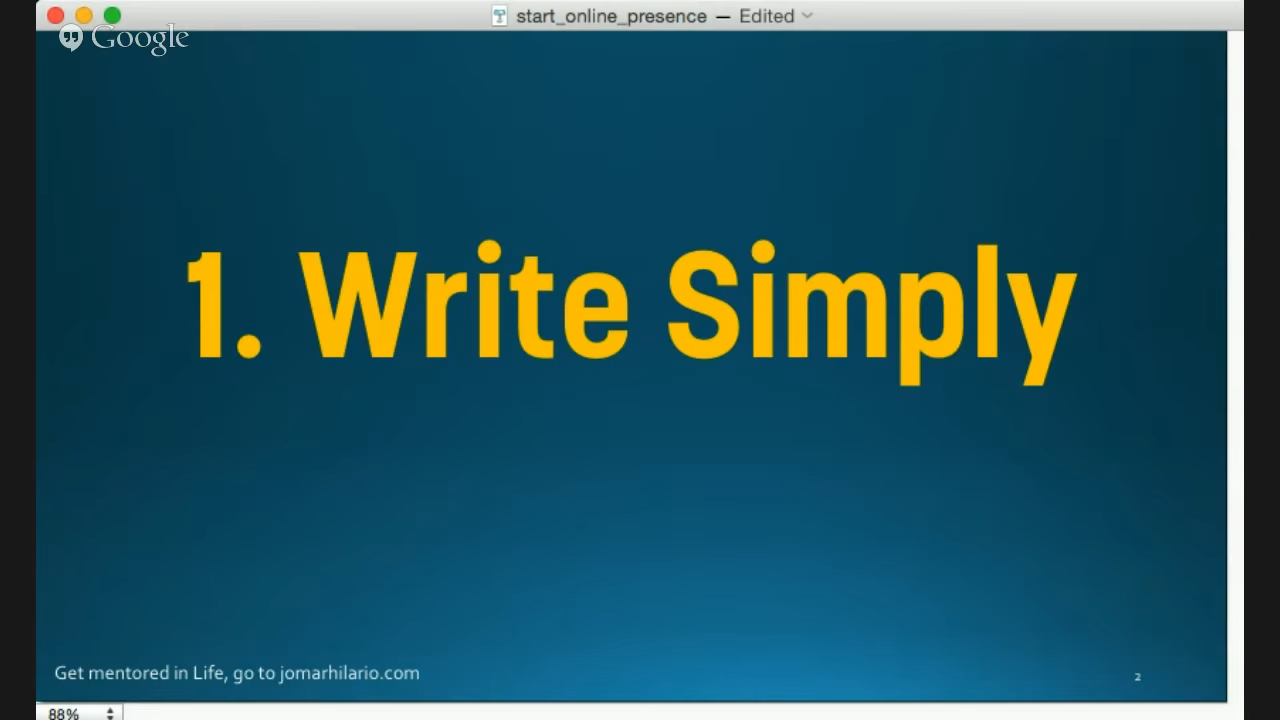 start_online_presence — Edited
Google
1. Write Simply
Get mentored in Life, go to jomarhilario.com
2
88%